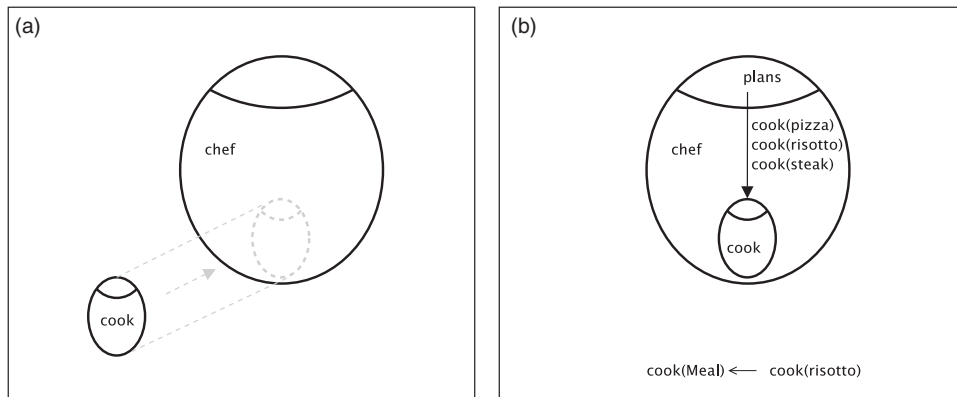 (a)
chef
cook
(b)
plans
cook(pizza)
cook(risotto)
cook(steak)
chef
cook
cook(Meal) ← cook(risotto)